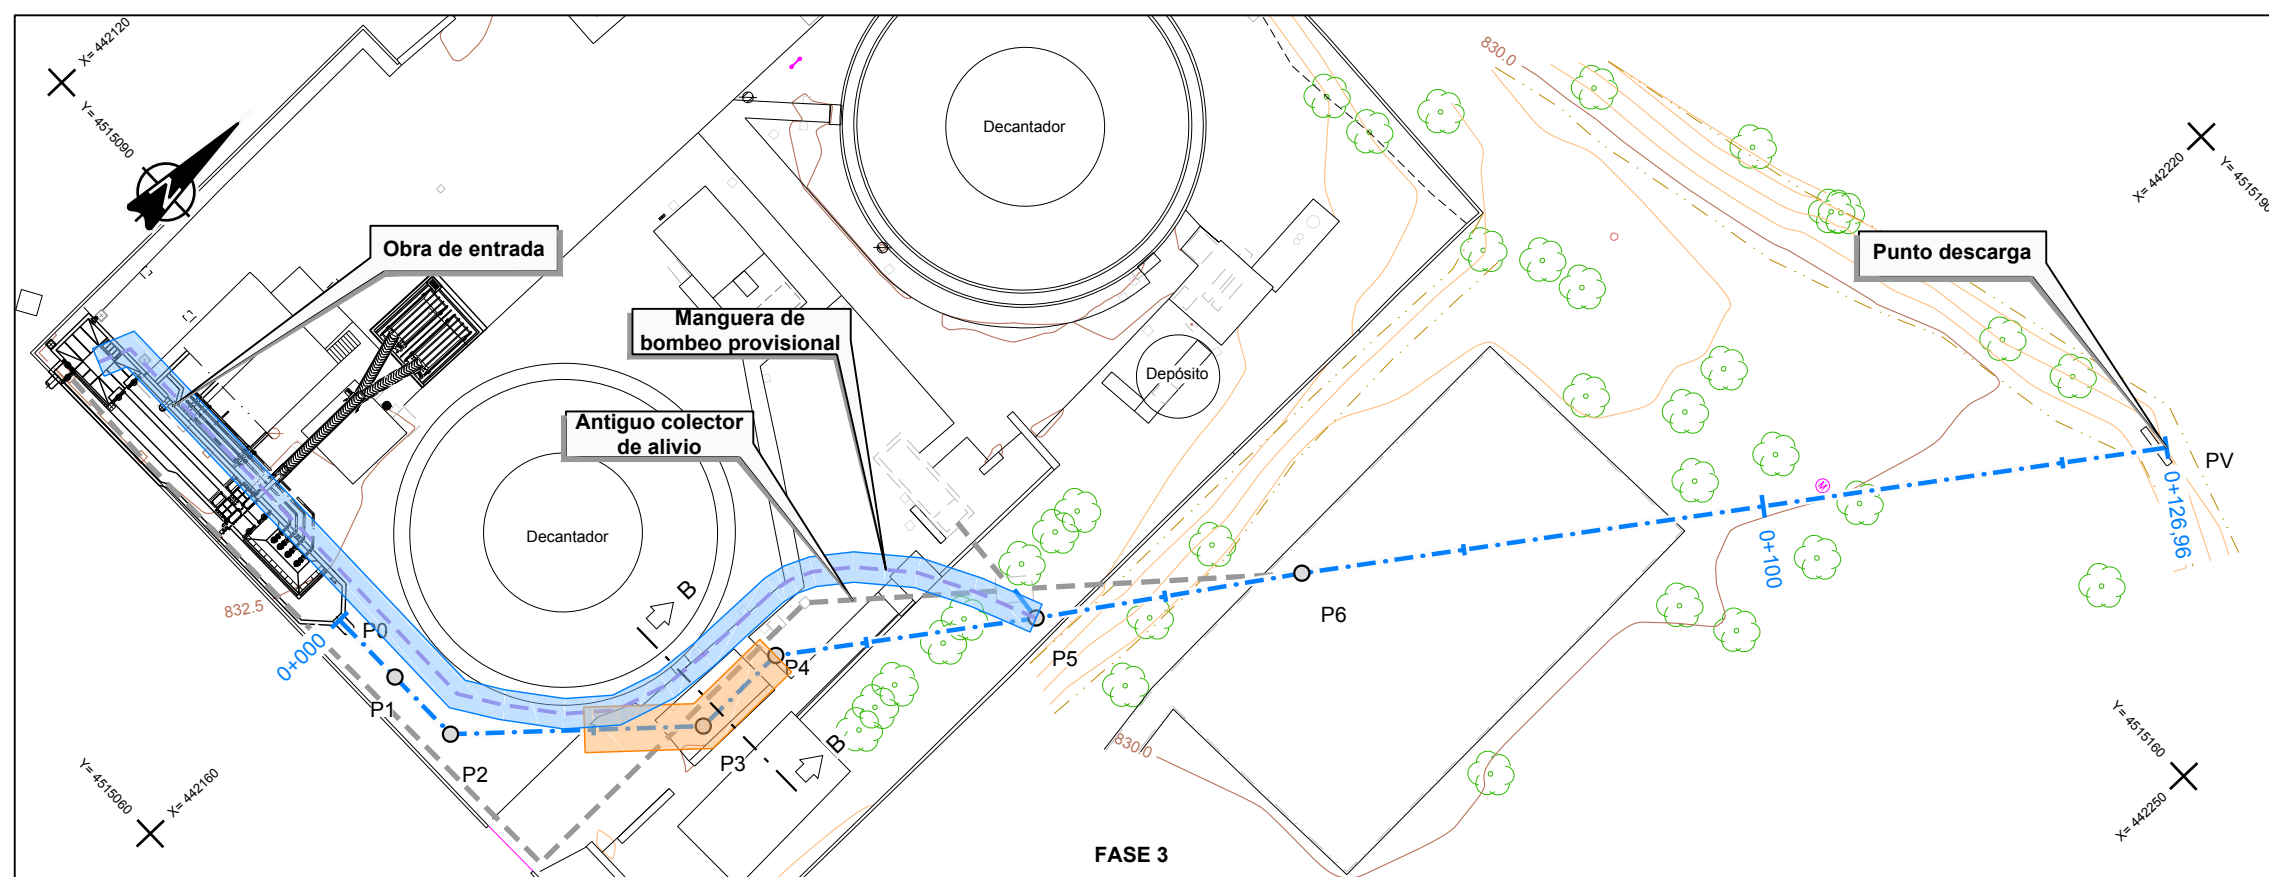 X= 442120
Y= 4515090
830.0
Decantador
X= 442220
Y= 4515190
Obra de entrada
Punto descarga
Manguera de
bombeo provisional
Depósito
Antiguo colector
de alivio
PV
0+126,96
M
0+100
Decantador
832.5
B
P0
0+000
P6
P5
P4
P1
P3
P2
B
830.0
Y= 4515060
X= 442160
Y= 4515160
X= 442250
FASE 3